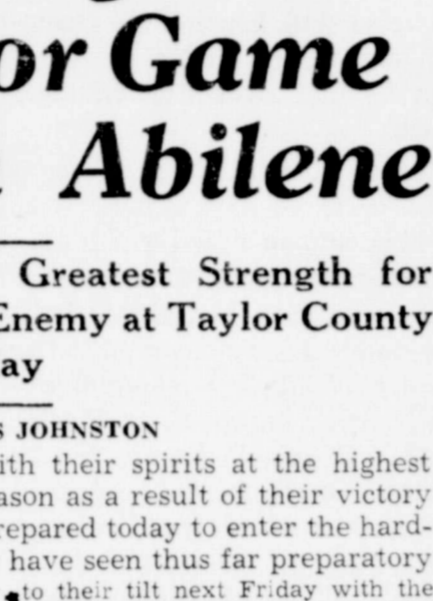 or Game
Abilene
Greatest Strength for
Enemy at Taylor County
ay
S JOHNSTON
ith their spirits at the highest
ason as a result of their victory
repared today to enter the hard-
have seen thus far preparatory
to their tilt next Friday with the